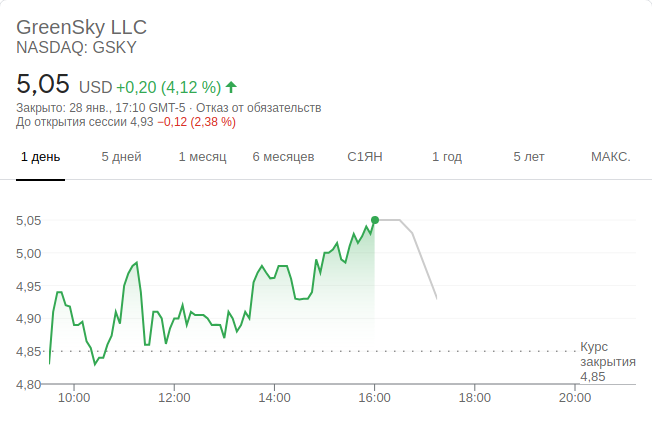 GreenSky LLC
NASDAQ: GSKY
5,05 USD +0,20 (4,12 %)
Закрыто: 28 янв., 17:10 GMT-5 · Отказ от обязательств
До открытия сессии 4,93 −0,12 (2,38 %)
1 день 5 дней 1 месяц 6 месяцев С1ЯН 1 год 5 лет МАКС.
5,05
5,00
4,95
4,90
4,85
4,80
Курс
закрытия
4,85
10:00 12:00 14:00 16:00 18:00 20:00